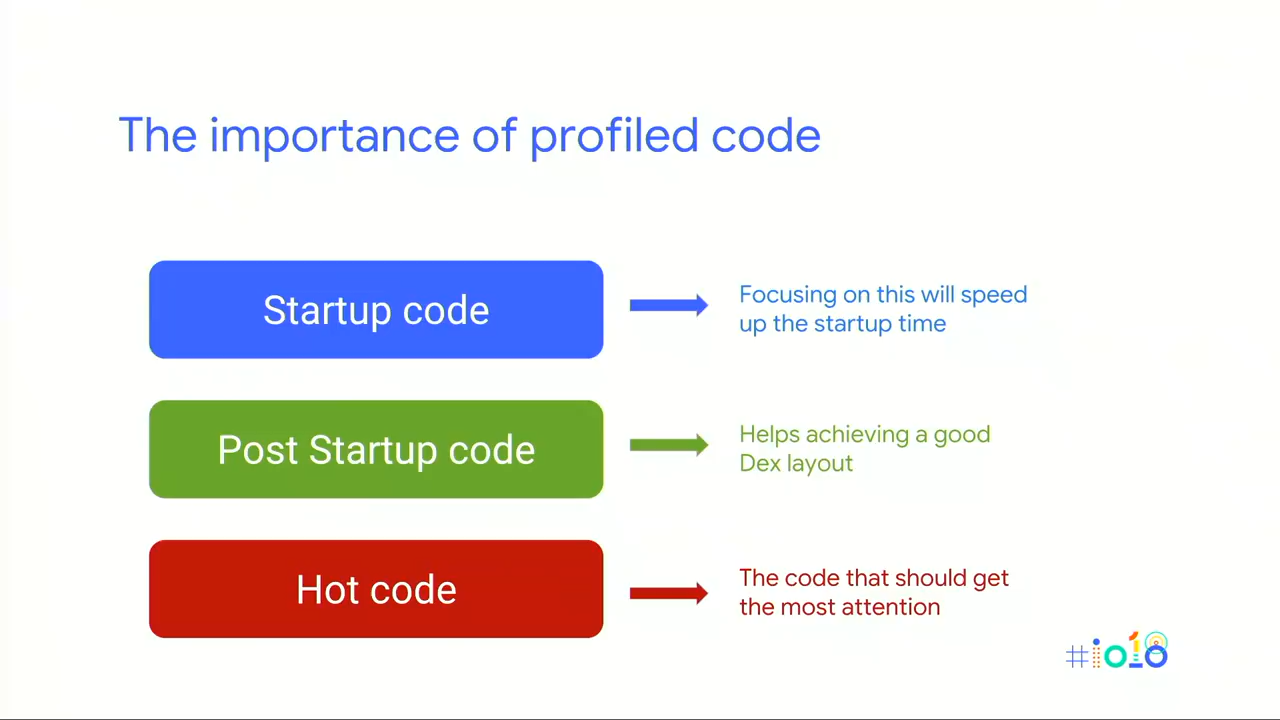 The importance of profiled code
Startup code
Focusing on this will speed
up the startup time
Post Startup code
Helps achieving a good
Dex layout
Hot code
The code that should get
the most attention
#io18